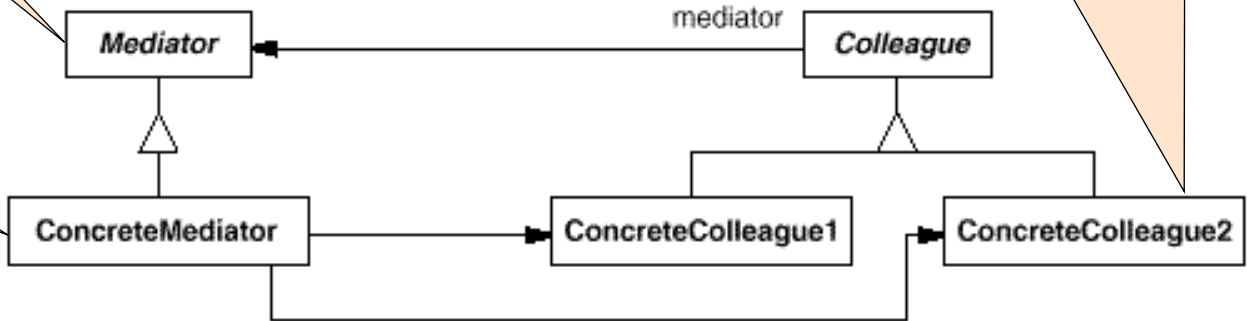 mediator
Mediator
Colleague
ConcreteMediator
ConcreteColleague1
ConcreteColleague2